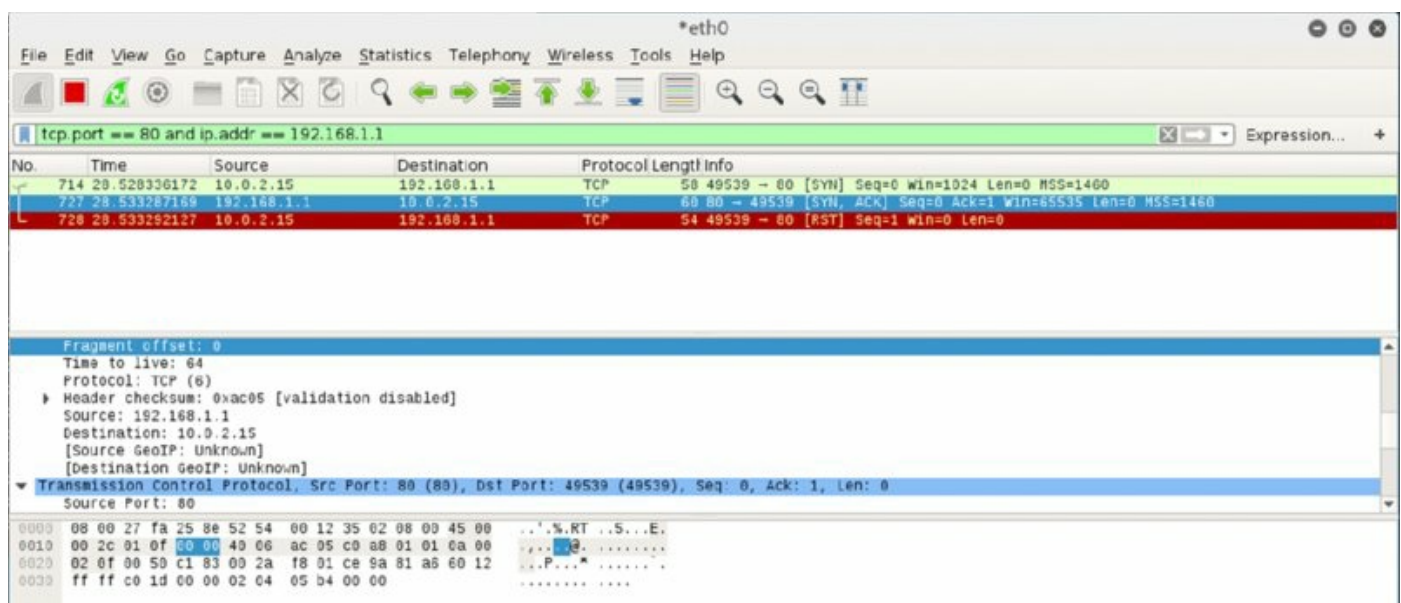 *eth0
File Edit View Go Capture Analyze Statistics Telephony Wireless Tools Help
tcp.port == 80 and ip.addr == 192.168.1.1 Expression... +
No. Time Source Destination Protocol Lengtl Info
714 28.528336172 10.0.2.15 192.168.1.1 TCP 58 49539 → 80 [SYN] Seq=0 Win=1024 Len=0 MSS=1460
727 28.533287169 192.168.1.1 10.0.2.15 TCP 60 80 → 49539 [SYN, ACK] Seq=0 Ack=1 Win=65535 Len=0 MSS=1460
728 28.533292127 10.0.2.15 192.168.1.1 TCP 54 49539 → 80 [RST] Seq=1 Win=0 Len=0
Fragment offset: 0
Time to live: 64
Protocol: TCP (6)
Header checksum: 0xac05 [validation disabled]
Source: 192.168.1.1
Destination: 10.0.2.15
[Source GeoIP: Unknown]
[Destination GeoIP: Unknown]
Transmission Control Protocol, Src Port: 80 (80), Dst Port: 49539 (49539), Seq: 0, Ack: 1, Len: 0
Source Port: 80
0000 08 00 27 fa 25 8e 52 54 00 12 35 02 08 00 45 00 ..'.%.RT ..5...E.
0010 00 2c 01 0f 00 00 40 06 ac 05 c0 a8 01 01 0a 00 .,....@. ........
0020 02 0f 00 50 c1 83 00 2a f8 01 ce 9a 81 a6 60 12 ...P...* ......`.
0030 ff ff c0 1d 00 00 02 04 05 b4 00 00 ........ ....